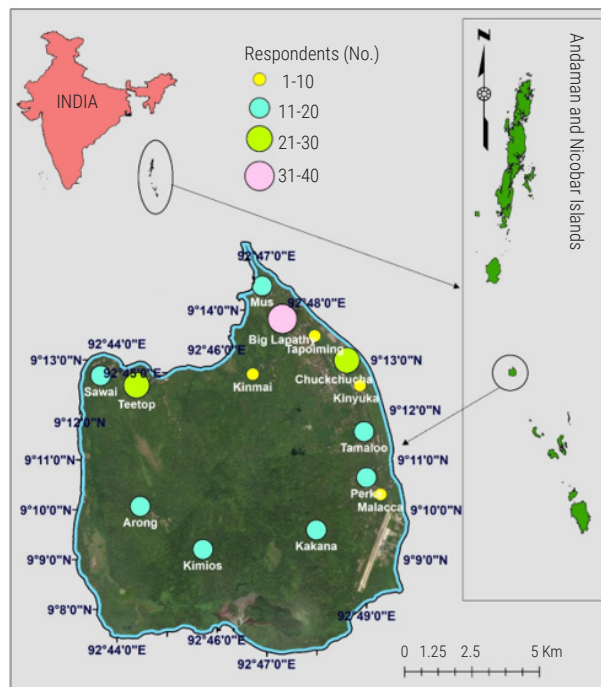 INDIA
Respondents (No.)
1-10
11-20
21-30
31-40
N
Andaman and Nicobar Islands
92°47'0"E
Mus
92°48'0"E
9°14'0"N
Big Lapathy
Tapoiming
92°44'0"E
92°46'0"E
9°13'0"N
9°13'0"N
92°45'0"E
Chuckchucha
Sawai
Kinmai
Kinyuka
Teetop
9°12'0"N
9°12'0"N
Tamaloo
9°11'0"N
9°11'0"N
Perka
Malacca
9°10'0"N
9°10'0"N
Arong
Kakana
Kimios
9°9'0"N
9°9'0"N
9°8'0"N
92°49'0"E
92°44'0"E
92°46'0"E
92°47'0"E
0 1.25 2.5 5 Km